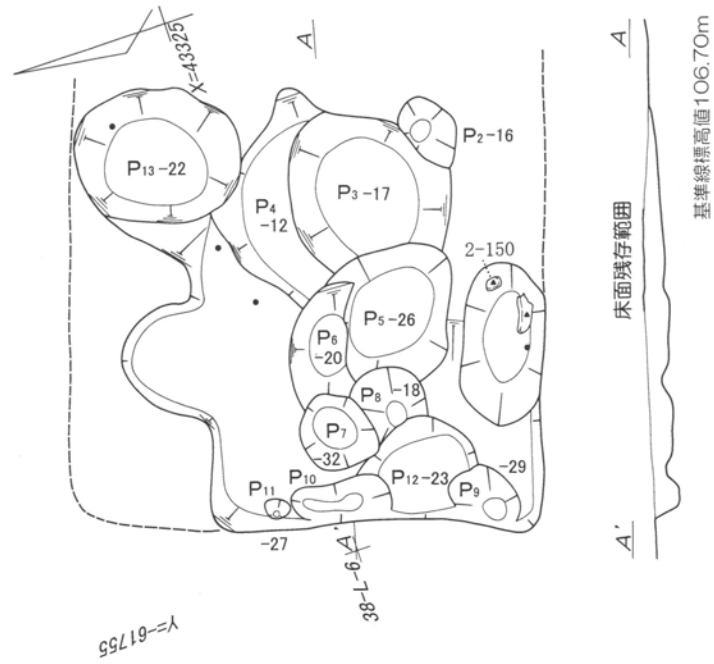 X=43325
A
A
P2-16
P13-22
P4
-12
P3-17
基準線標高値106.70m
床面残存範囲
2-150
P5-26
P6
-20
P8
-18
P7
-32
P12-23
P9
-29
P11
P10
-27
A'
A'
38-L-6
Y=-61755